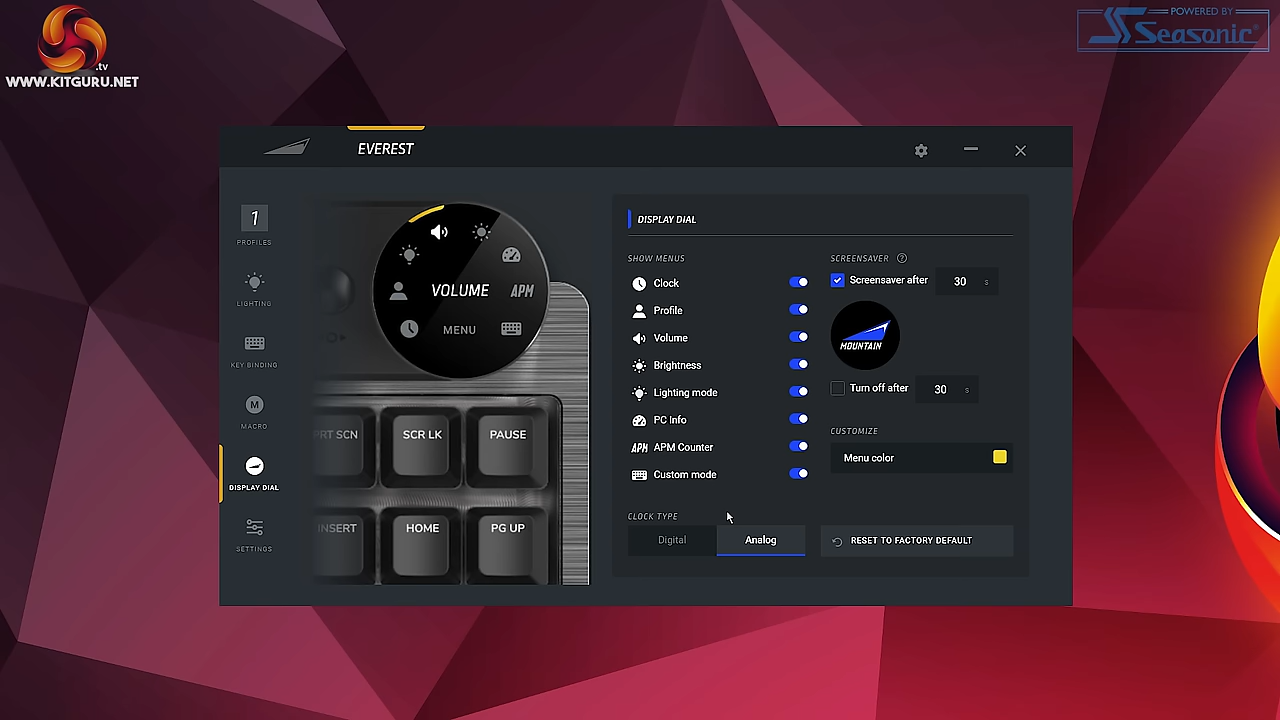 .tv
WWW.KITGURU.NET
POWERED BY
Seasonic
EVEREST
1
PROFILES
LIGHTING
KEY BINDING
M
MACRO
DISPLAY DIAL
SETTINGS
VOLUME
APM
MENU
PRT SCN
SCR LK
PAUSE
INSERT
HOME
PG UP
DISPLAY DIAL
SHOW MENUS
Clock
Profile
Volume
Brightness
Lighting mode
PC Info
APM APM Counter
Custom mode
SCREENSAVER ?
Screensaver after 30 s
MOUNTAIN
Turn off after 30 s
CUSTOMIZE
Menu color
CLOCK TYPE
Digital
Analog
RESET TO FACTORY DEFAULT